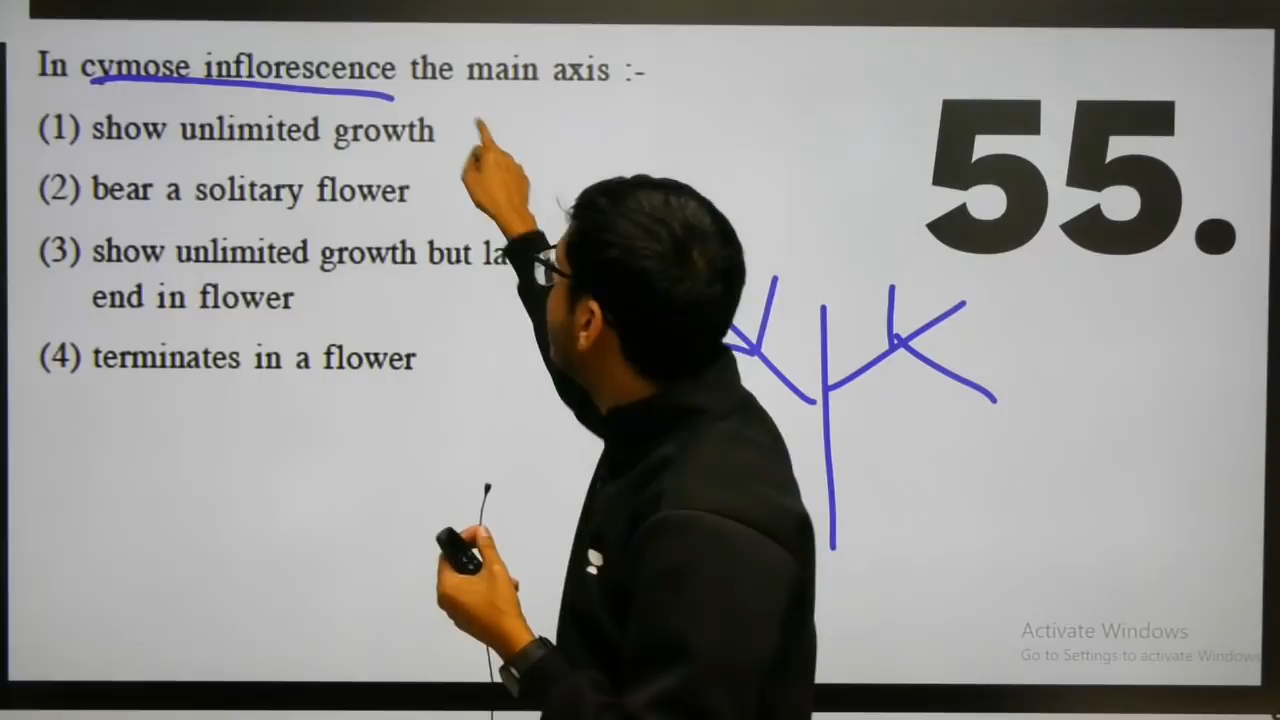 In cymose inflorescence the main axis :-
(1) show unlimited growth
(2) bear a solitary flower
(3) show unlimited growth but
end in flower
(4) terminates in a flower
55.
Activate Windows
Go to Settings to activate Windows